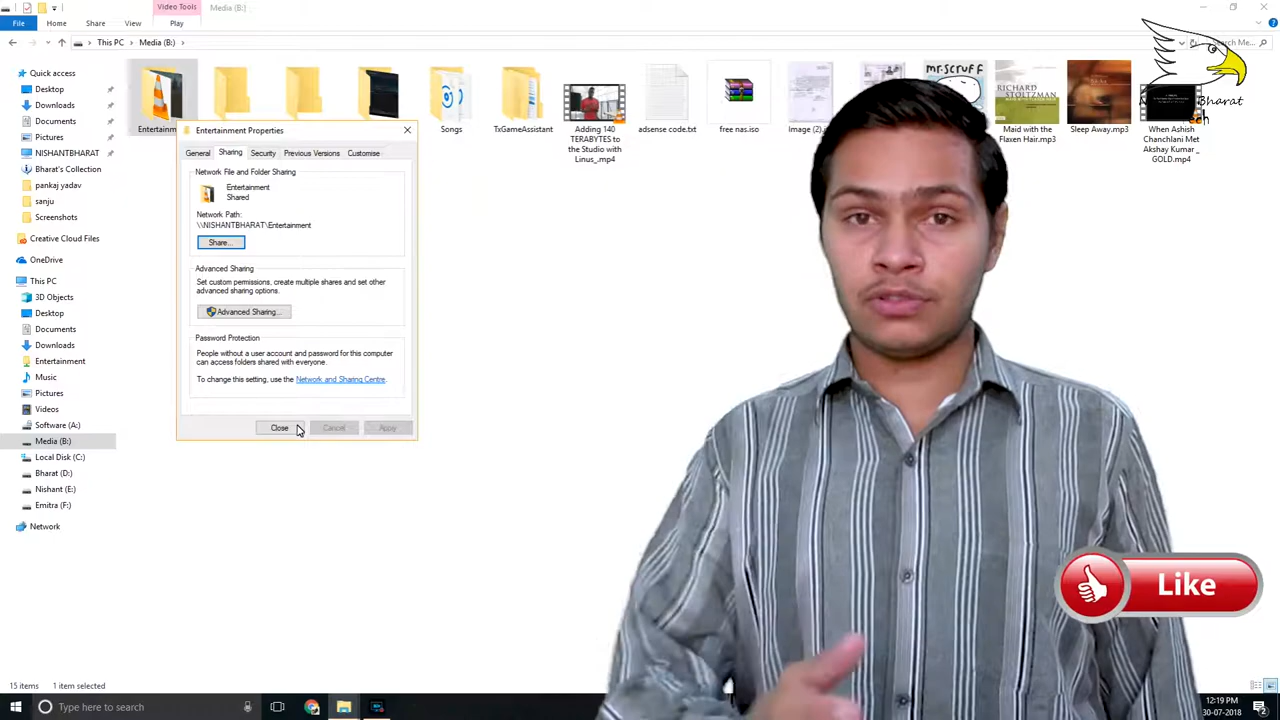 Video Tools
Media (B:)
File
Home
Share
View
Play
This PC
Media (B:)
Search Me...
Quick access
Desktop
Downloads
Documents
Pictures
NISHANTBHARAT
Bharat's Collection
pankaj yadav
sanju
Screenshots
Creative Cloud Files
OneDrive
This PC
3D Objects
Desktop
Documents
Downloads
Entertainment
Music
Pictures
Videos
Software (A:)
Media (B:)
Local Disk (C:)
Bharat (D:)
Nishant (E:)
Emitra (F:)
Network
Songs
TxGameAssistant
Adding 140
TERABYTES to
the Studio with
Linus_.mp4
adsense code.txt
free nas.iso
Image (2).j
mr.scruff
RICHARD
STOLTZMAN
Maid with the
Flaxen Hair.mp3
Sleep Away.mp3
When Ashish
Chanchlani Met
Akshay Kumar _
GOLD.mp4
Bharat
Entertainment Properties
General
Sharing
Security
Previous Versions
Customise
Network File and Folder Sharing
Entertainment
Shared
Network Path:
\\NISHANTBHARAT\Entertainment
Share...
Advanced Sharing
Set custom permissions, create multiple shares and set other
advanced sharing options.
Advanced Sharing...
Password Protection
People without a user account and password for this computer
can access folders shared with everyone.
To change this setting, use the Network and Sharing Centre.
Close
Cancel
Apply
Like
15 items
1 item selected
Type here to search
12:19 PM
30-07-2018
2